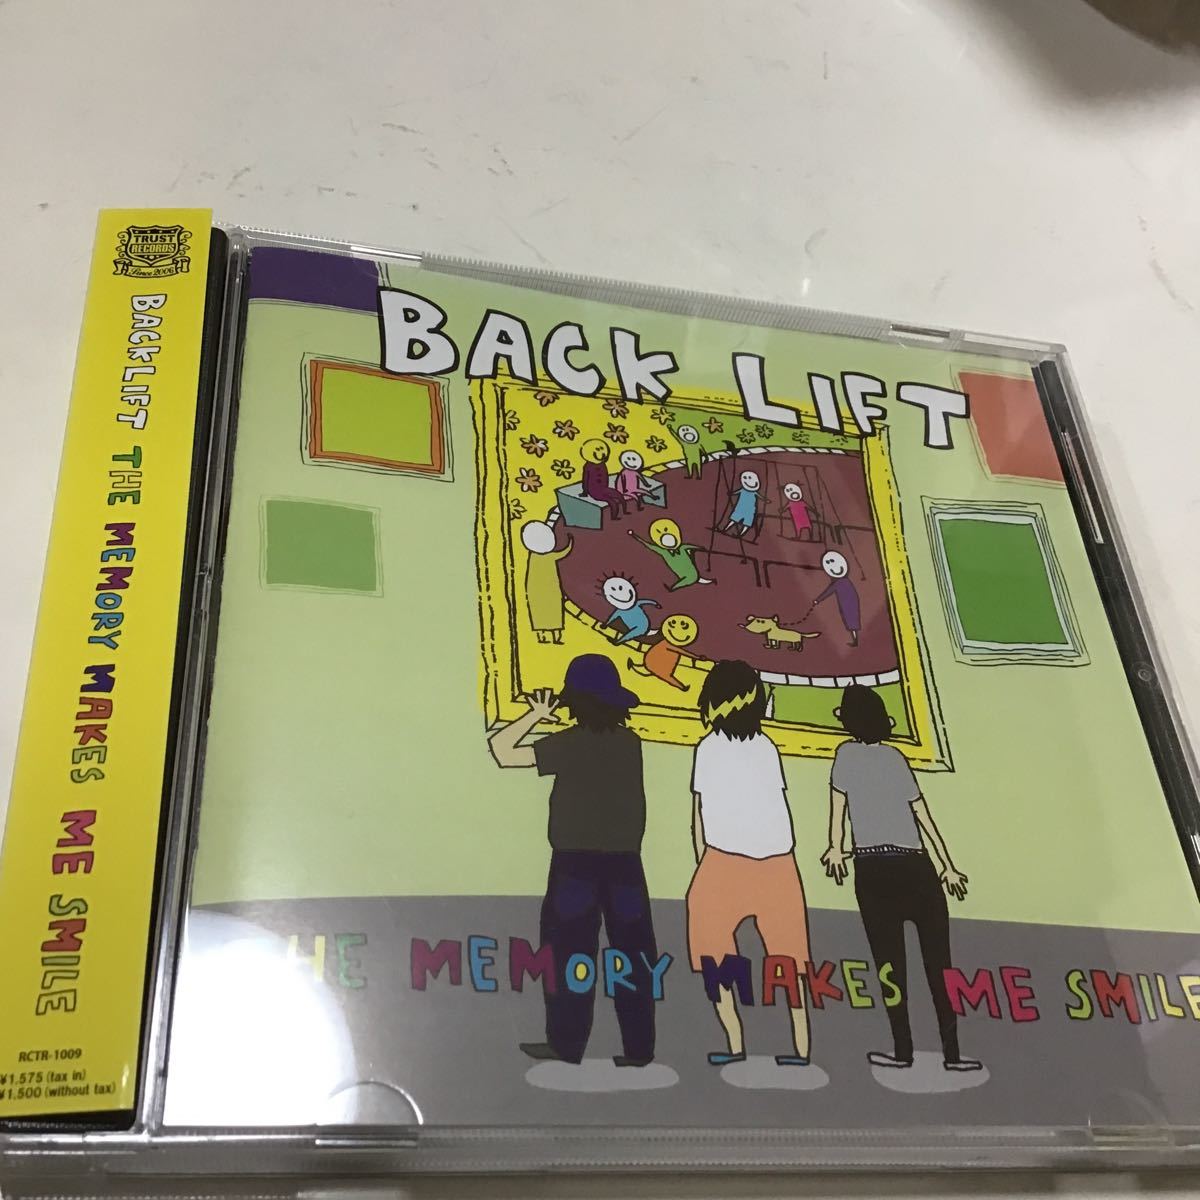 TRUST
RECORDS
Since 2006
BACK LIFT THE MEMORY MAKES ME SMILE
RCTR-1009
¥1,575 (tax in)
¥1,500 (without tax)
BACK LIFT
HE MEMORY MAKES ME SMILE